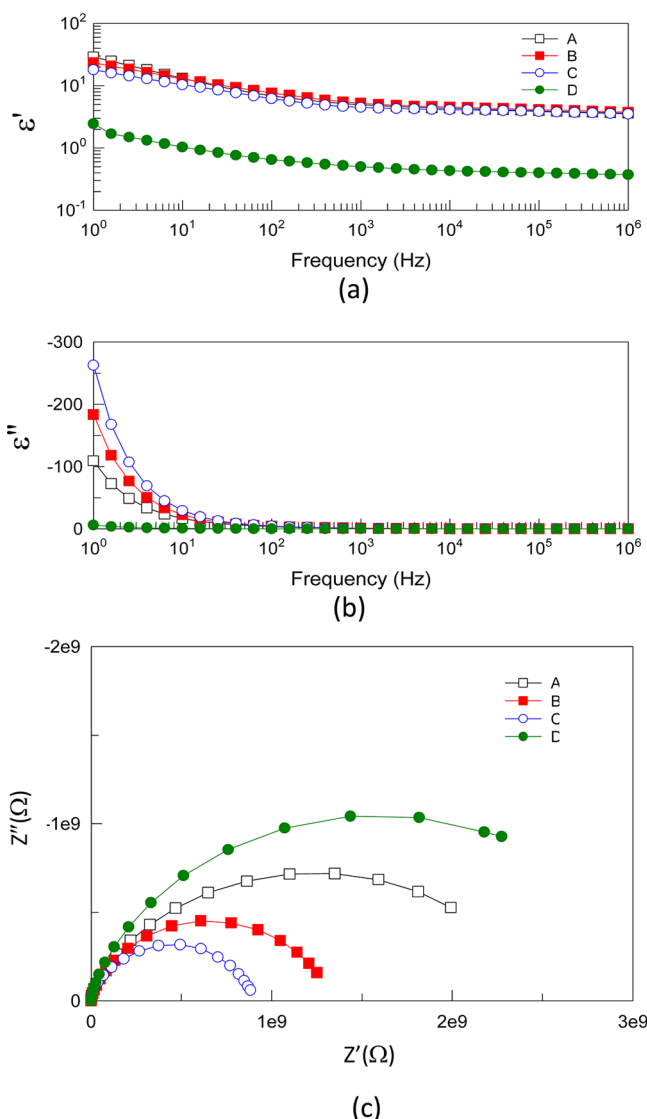 10² A
B
10¹ C
D
ε'
10⁰
10⁻¹
10⁰ 10¹ 10² 10³ 10⁴ 10⁵ 10⁶
Frequency (Hz)
(a)
-300
-200
ε''
-100
0
10⁰ 10¹ 10² 10³ 10⁴ 10⁵ 10⁶
Frequency (Hz)
(b)
-2e9
A
B
C
D
Z''(Ω)
-1e9
0
0 1e9 2e9 3e9
Z'(Ω)
(c)